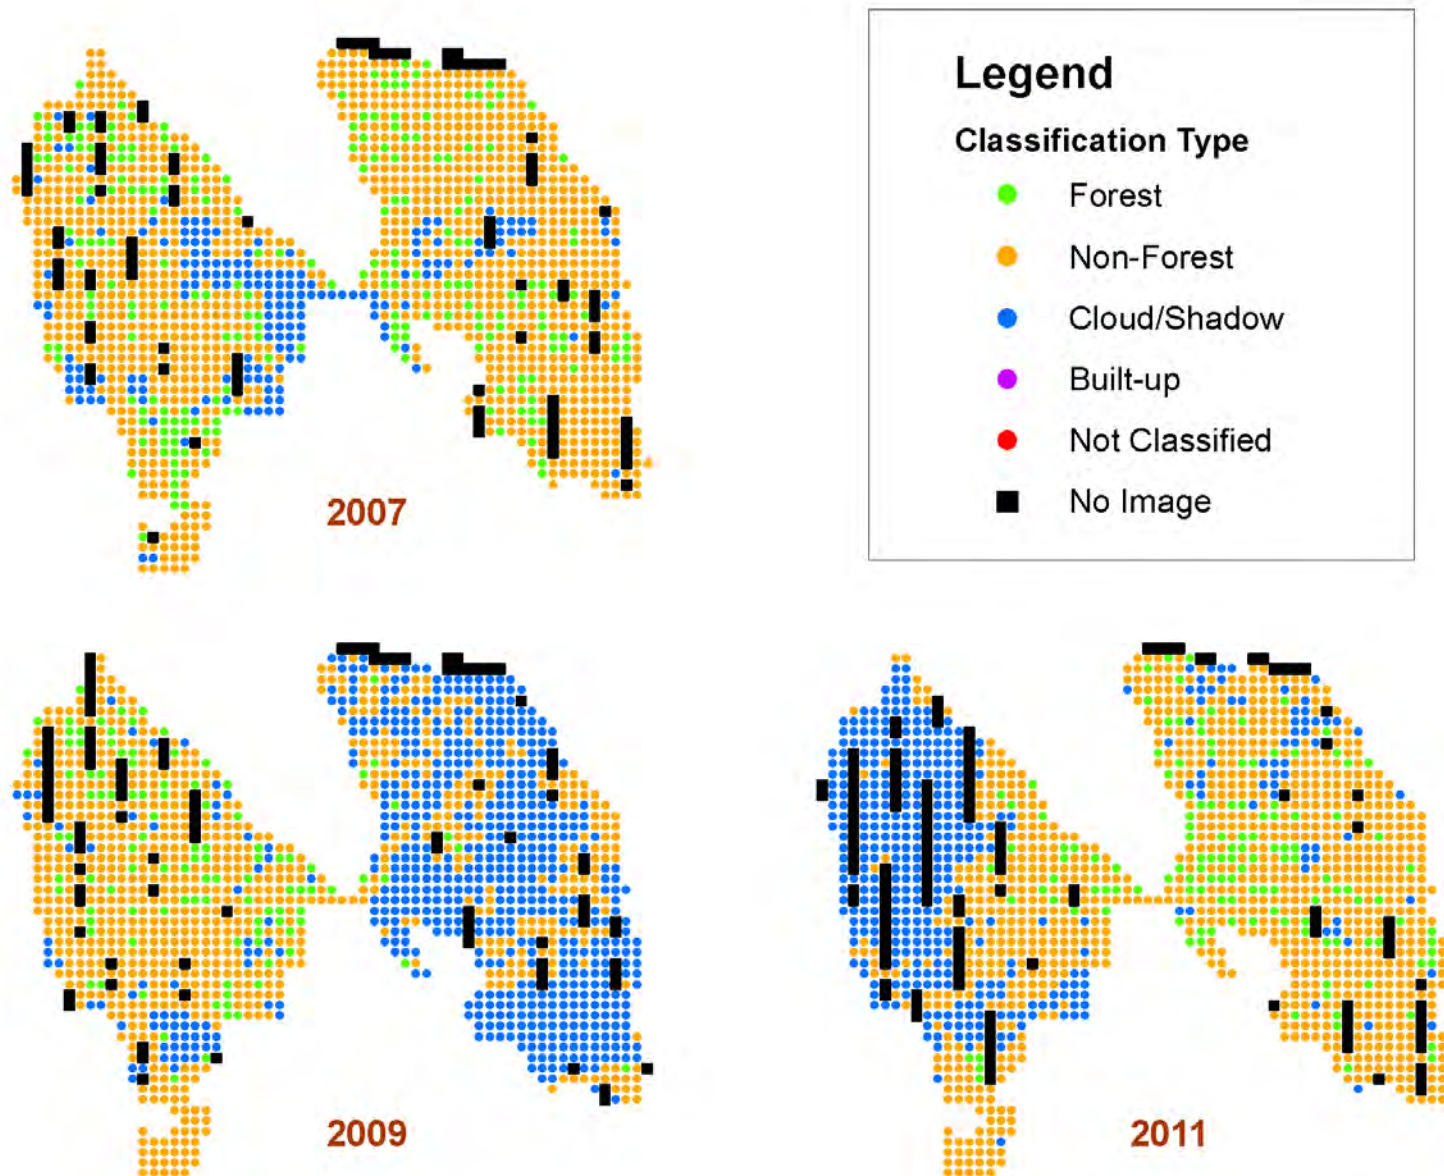 Legend
Classification Type
Forest
Non-Forest
Cloud/Shadow
Built-up
Not Classified
No Image
2007
2009
2011